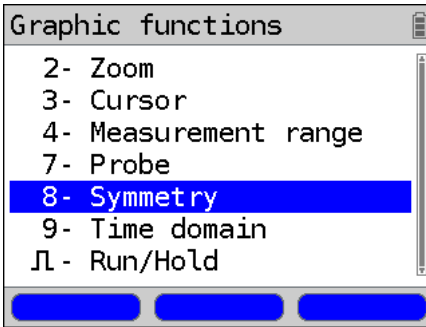 Graphic functions
2- Zoom
3- Cursor
4- Measurement range
7- Probe
8- Symmetry
9- Time domain
⎍- Run/Hold